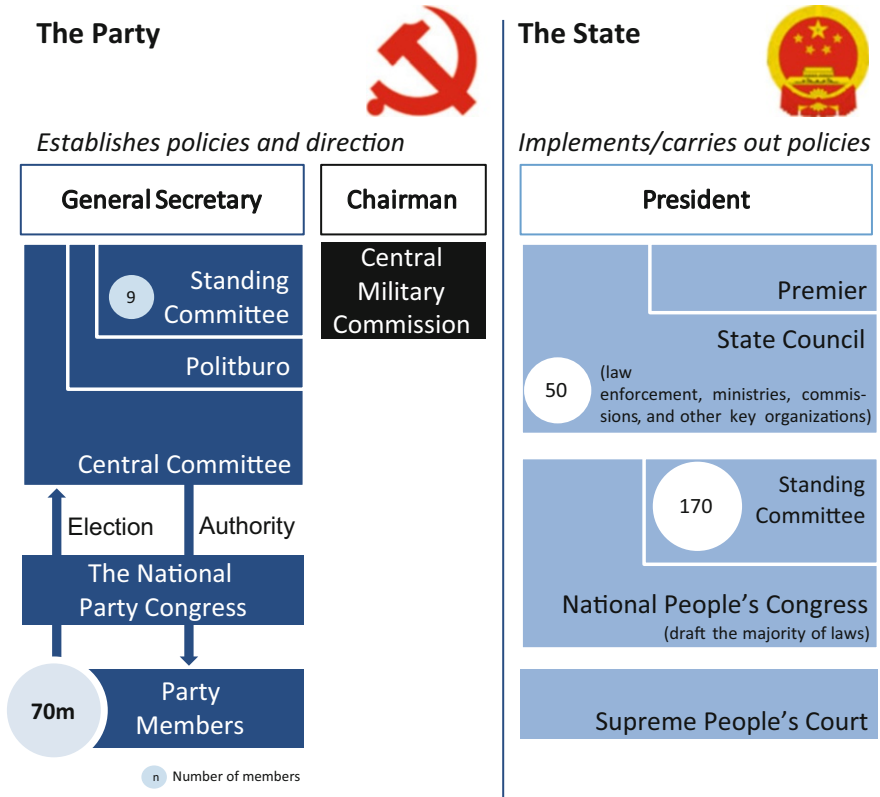 The Party
Establishes policies and direction
General Secretary
Chairman
9
Standing
Committee
Politburo
Central Committee
Central
Military
Commission
Election
Authority
The National
Party Congress
70m
Party
Members
n Number of members
The State
Implements/carries out policies
President
Premier
State Council
50
(law
enforcement, ministries, commis-
sions, and other key organizations)
170
Standing
Committee
National People's Congress
(draft the majority of laws)
Supreme People's Court